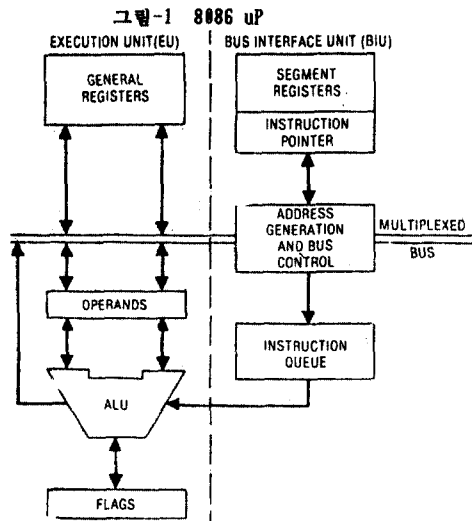 그림-1 8086 uP
EXECUTION UNIT(EU)
BUS INTERFACE UNIT (BIU)
GENERAL
REGISTERS
SEGMENT
REGISTERS
INSTRUCTION
POINTER
ADDRESS
GENERATION
AND BUS
CONTROL
MULTIPLEXED
BUS
OPERANDS
INSTRUCTION
QUEUE
ALU
FLAGS